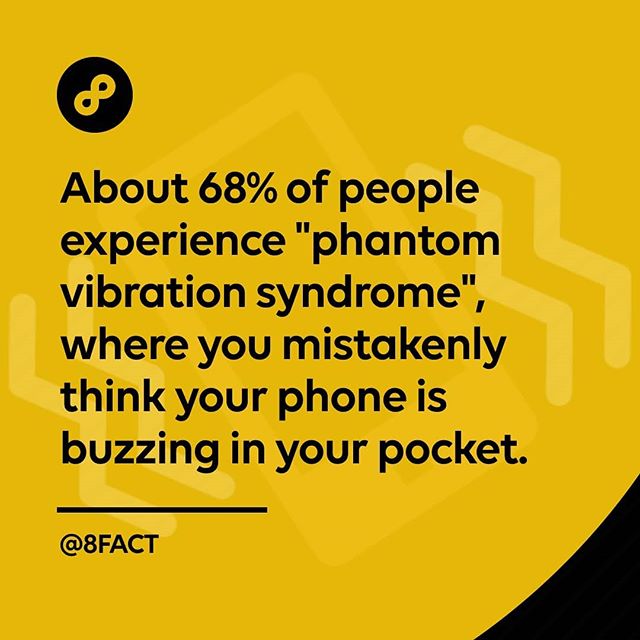 About 68% of people
experience "phantom
vibration syndrome",
where you mistakenly
think your phone is
buzzing in your pocket.
@8FACT